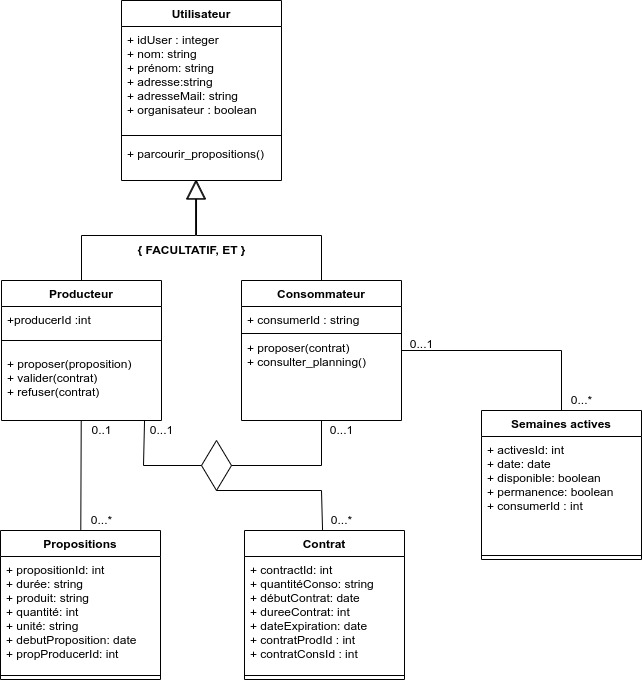 Utilisateur
+ idUser : integer
+ nom: string
+ prénom: string
+ adresse:string
+ adresseMail: string
+ organisateur : boolean
+ parcourir_propositions()
{ FACULTATIF, ET }
Producteur
+producerId :int
+ proposer(proposition)
+ valider(contrat)
+ refuser(contrat)
Consommateur
+ consumerId : string
+ proposer(contrat)
+ consulter_planning()
0...1
0...*
Semaines actives
+ activesId: int
+ date: date
+ disponible: boolean
+ permanence: boolean
+ consumerId : int
0..1
0...1
0...1
0...*
0...*
Propositions
+ propositionId: int
+ durée: string
+ produit: string
+ quantité: int
+ unité: string
+ debutProposition: date
+ propProducerId: int
Contrat
+ contractId: int
+ quantitéConso: string
+ débutContrat: date
+ dureeContrat: int
+ dateExpiration: date
+ contratProdId : int
+ contratConsId : int